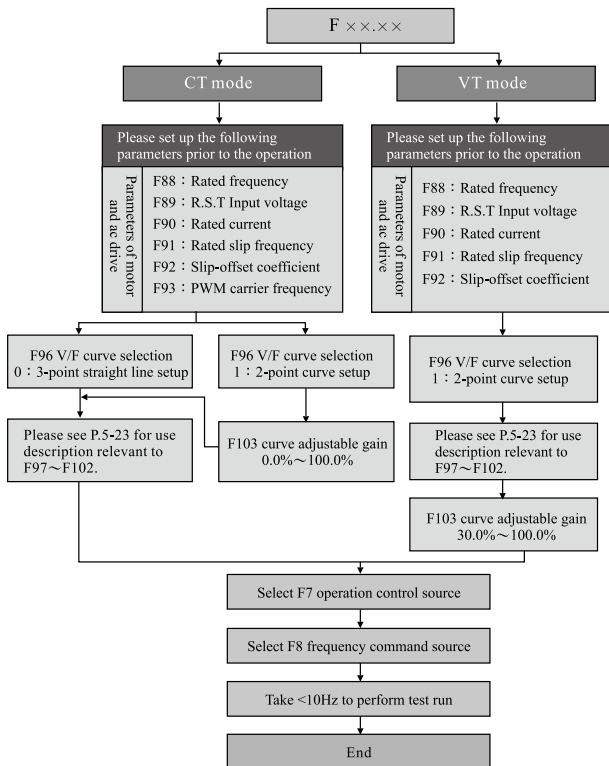 F ××.××
CT mode
Please set up the following
parameters prior to the operation
Parameters of motor
and ac drive
F88：Rated frequency
F89：R.S.T Input voltage
F90：Rated current
F91：Rated slip frequency
F92：Slip-offset coefficient
F93：PWM carrier frequency
F96 V/F curve selection
0：3-point straight line setup
F96 V/F curve selection
1：2-point curve setup
Please see P.5-23 for use
description relevant to
F97～F102.
F103 curve adjustable gain
0.0%～100.0%
VT mode
Please set up the following
parameters prior to the operation
Parameters of motor
and ac drive
F88：Rated frequency
F89：R.S.T Input voltage
F90：Rated current
F91：Rated slip frequency
F92：Slip-offset coefficient
F96 V/F curve selection
1：2-point curve setup
Please see P.5-23 for use
description relevant to
F97～F102.
F103 curve adjustable gain
30.0%～100.0%
Select F7 operation control source
Select F8 frequency command source
Take <10Hz to perform test run
End